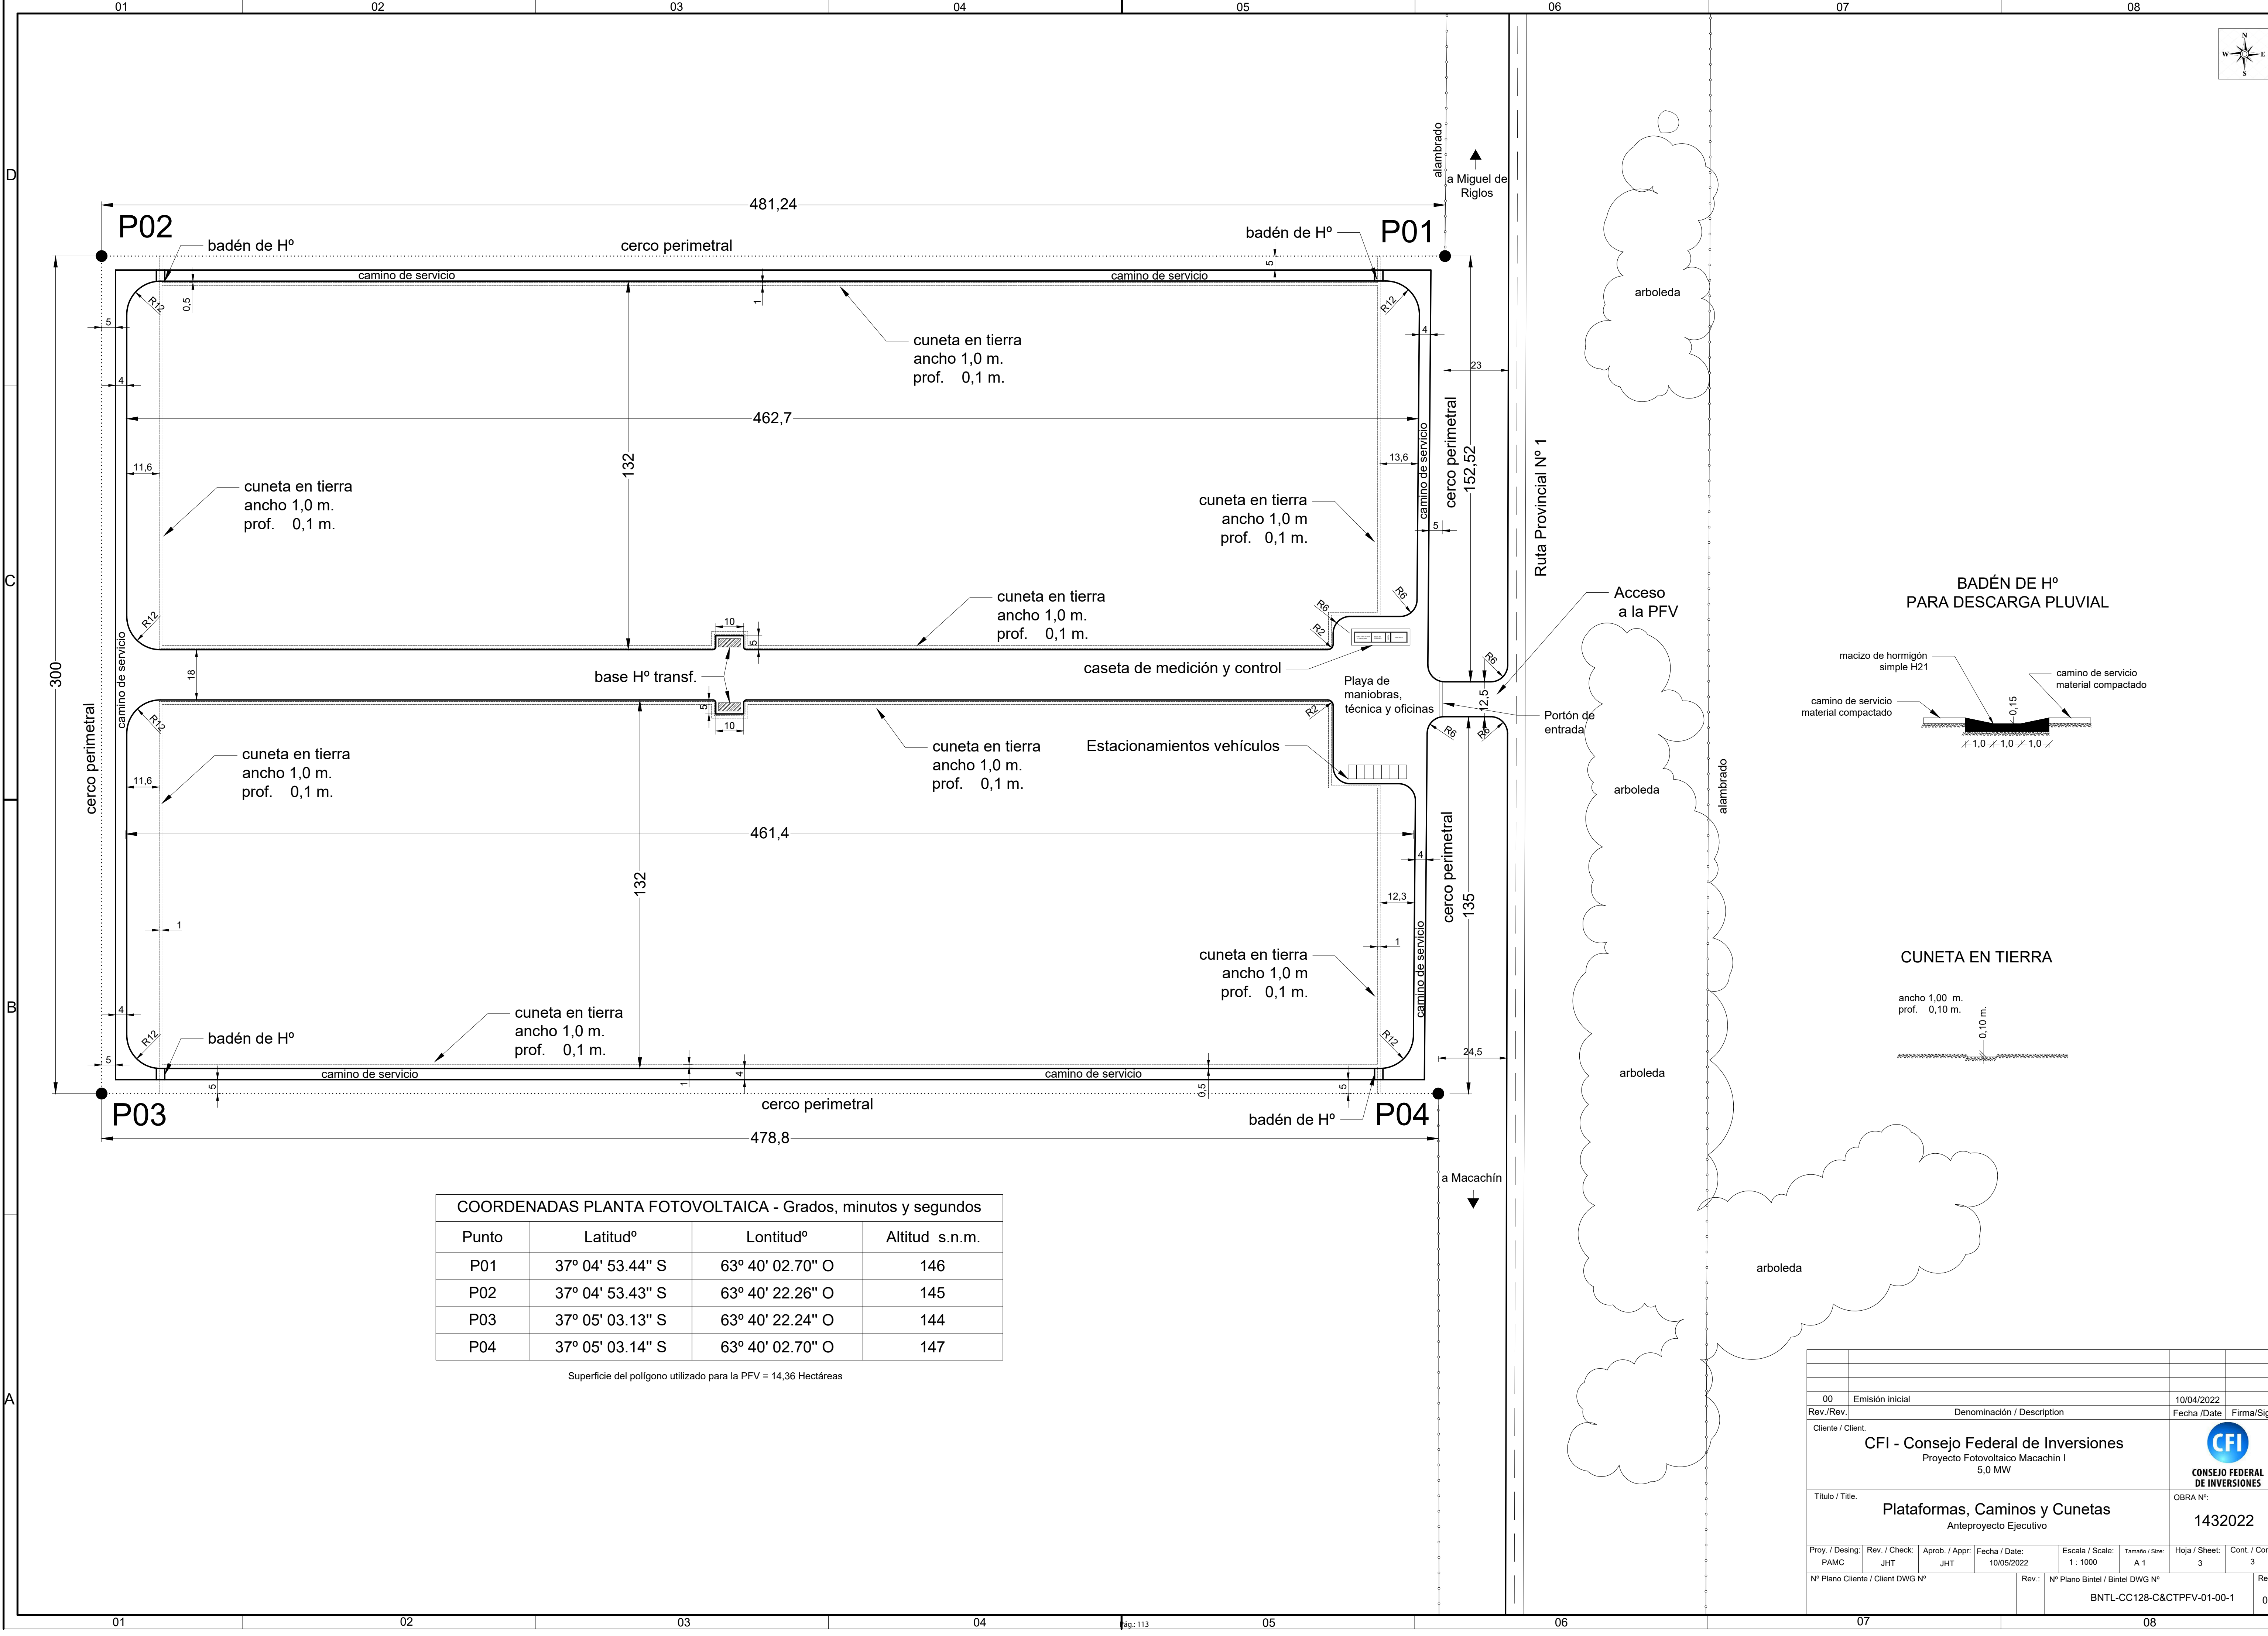 01 02 03 04 05 06 07 08
N
W E
S
D
C
B
A
alambrado
a Miguel de
Riglos
481,24
P02
P01
badén de Hº
cerco perimetral
badén de Hº
camino de servicio
camino de servicio
5
R12
0,5
1
R12
5
4
arboleda
cuneta en tierra
ancho 1,0 m.
prof. 0,1 m.
4
23
462,7
132
11,6
13,6
camino de servicio
cerco perimetral
152,52
Ruta Provincial Nº 1
cuneta en tierra
ancho 1,0 m.
prof. 0,1 m.
cuneta en tierra
ancho 1,0 m
prof. 0,1 m.
5
BADÉN DE Hº
PARA DESCARGA PLUVIAL
Acceso
a la PFV
cuneta en tierra
ancho 1,0 m.
prof. 0,1 m.
R12
10
5
R6
R6
R2
300
camino de servicio
18
base Hº transf.
caseta de medición y control
Playa de
maniobras,
técnica y oficinas
R6
12,5
macizo de hormigón
simple H21
camino de servicio
material compactado
camino de servicio
material compactado
0,15
1,0 1,0 1,0
cerco perimetral
R12
5
10
R2
Portón de
entrada
R6
R6
cuneta en tierra
ancho 1,0 m.
prof. 0,1 m.
cuneta en tierra
ancho 1,0 m.
prof. 0,1 m.
Estacionamientos vehículos
11,6
arboleda
alambrado
461,4
132
4
cerco perimetral
135
12,3
1
1
camino de servicio
cuneta en tierra
ancho 1,0 m
prof. 0,1 m.
CUNETA EN TIERRA
ancho 1,00 m.
prof. 0,10 m.
0,10 m.
4
cuneta en tierra
ancho 1,0 m.
prof. 0,1 m.
badén de Hº
R12
R12
24,5
5
camino de servicio
camino de servicio
5
1
4
0,5
5
arboleda
P03
cerco perimetral
badén de Hº
P04
478,8
a Macachín
COORDENADAS PLANTA FOTOVOLTAICA - Grados, minutos y segundos
Punto Latitudº Lontitudº Altitud s.n.m.
P01 37º 04' 53.44" S 63º 40' 02.70" O 146
P02 37º 04' 53.43" S 63º 40' 22.26" O 145
P03 37º 05' 03.13" S 63º 40' 22.24" O 144
P04 37º 05' 03.14" S 63º 40' 02.70" O 147
Superficie del polígono utilizado para la PFV = 14,36 Hectáreas
arboleda
00 Emisión inicial 10/04/2022
Rev./Rev. Denominación / Description Fecha /Date Firma/Sig
Cliente / Client.
CFI - Consejo Federal de Inversiones
Proyecto Fotovoltaico Macachin I
5,0 MW
CFI
CONSEJO FEDERAL
DE INVERSIONES
Título / Title.
Plataformas, Caminos y Cunetas
Anteproyecto Ejecutivo
OBRA Nº:
1432022
Proy. / Desing: Rev. / Check: Aprob. / Appr: Fecha / Date: Escala / Scale: Tamaño / Size: Hoja / Sheet: Cont. / Con
PAMC JHT JHT 10/05/2022 1 : 1000 A 1 3 3
Nº Plano Cliente / Client DWG Nº Rev.: Nº Plano Bintel / Bintel DWG Nº Re
BNTL-CC128-C&CTPFV-01-00-1 0
01 02 03 04 05 06 07 08
Pág.: 113